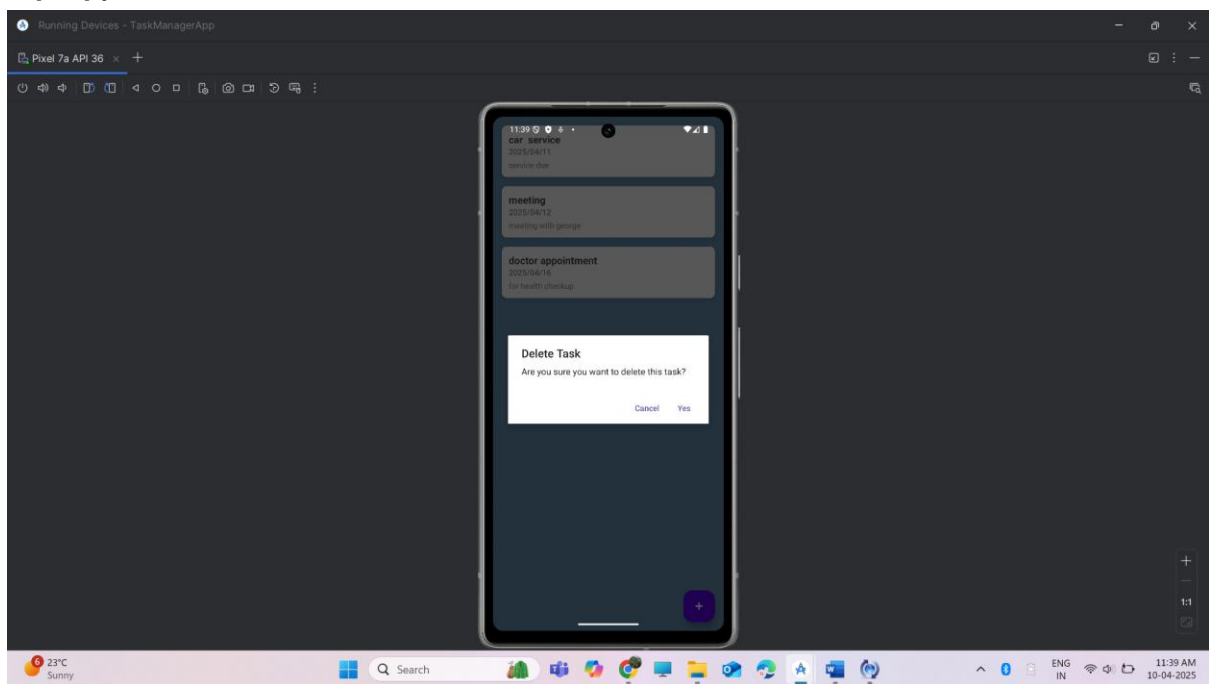 Running Devices - TaskManagerApp
Pixel 7a API 36
11:39
car service
2025/04/11
service due
meeting
2025/04/12
meeting with george
doctor appointment
2025/04/16
for health checkup
Delete Task
Are you sure you want to delete this task?
Cancel Yes
1:1
6
23°C
Sunny
Search
ENG
IN
11:39 AM
10-04-2025